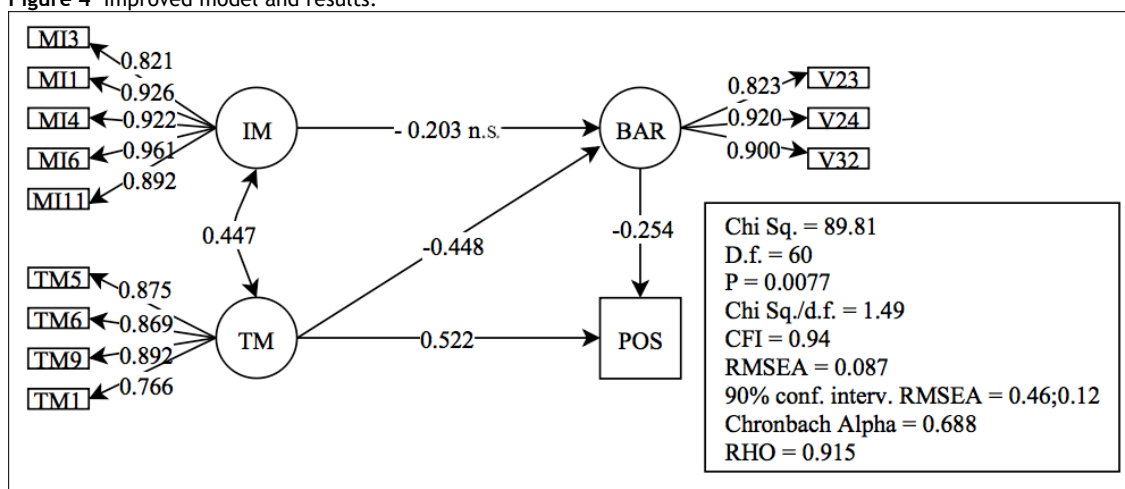 Figure 4 Improved model and results.
MI3
0.821
MI1
0.926
MI4
0.922
MI6
0.961
MI11
0.892
IM
- 0.203 n.s.
BAR
0.823
V23
0.920
V24
0.900
V32
0.447
-0.448
-0.254
TM5
0.875
TM6
0.869
TM9
0.892
TM1
0.766
TM
0.522
POS
Chi Sq. = 89.81
D.f. = 60
P = 0.0077
Chi Sq./d.f. = 1.49
CFI = 0.94
RMSEA = 0.087
90% conf. interv. RMSEA = 0.46;0.12
Chronbach Alpha = 0.688
RHO = 0.915